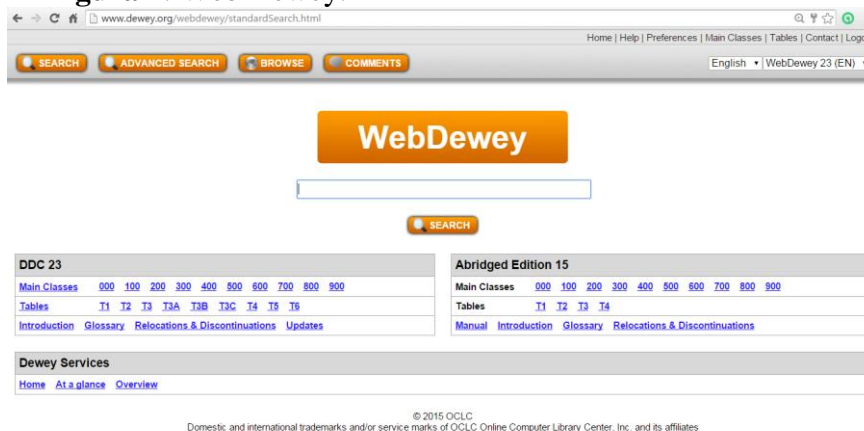 www.dewey.org/webdewey/standardSearch.html
Home | Help | Preferences | Main Classes | Tables | Contact |
SEARCH ADVANCED SEARCH BROWSE COMMENTS English WebDewey 23 (EN)
WebDewey
SEARCH
DDC 23
Main Classes 000 100 200 300 400 500 600 700 800 900
Tables T1 T2 T3 T3A T3B T3C T4 T5 T6
Introduction Glossary Relocations & Discontinuations Updates
Abridged Edition 15
Main Classes 000 100 200 300 400 500 600 700 800 900
Tables T1 T2 T3 T4
Manual Introduction Glossary Relocations & Discontinuations
Dewey Services
Home At a glance Overview
© 2015 OCLC
Domestic and international trademarks and/or service marks of OCLC Online Computer Library Center, Inc. and its affiliates